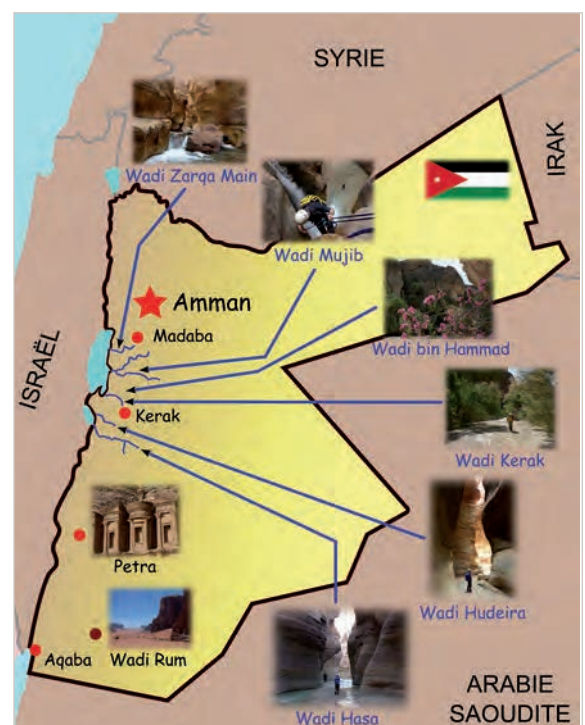 SYRIE
IRAK
Wadi Zarqa Main
Wadi Mujib
Amman
Madaba
Wadi bin Hammad
ISRAËL
Kerak
Wadi Kerak
Petra
Wadi Hudeira
Aqaba
Wadi Rum
ARABIE
SAOUDITE
Wadi Hasa